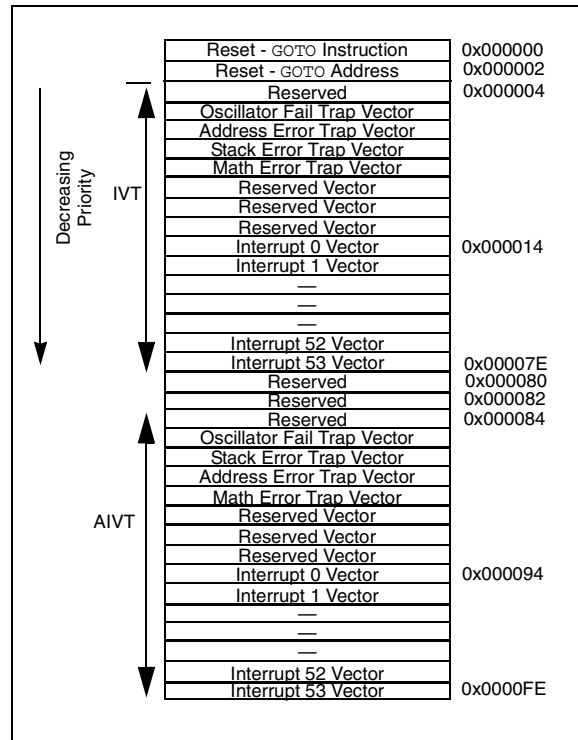 Reset - GOTO Instruction 0x000000
Reset - GOTO Address 0x000002
Reserved 0x000004
Oscillator Fail Trap Vector
Address Error Trap Vector
Stack Error Trap Vector
Math Error Trap Vector
Reserved Vector
Reserved Vector
Reserved Vector
Interrupt 0 Vector 0x000014
Interrupt 1 Vector
—
—
—
Interrupt 52 Vector
Interrupt 53 Vector 0x00007E
Decreasing
Priority
IVT
Reserved 0x000080
Reserved 0x000082
Reserved 0x000084
Oscillator Fail Trap Vector
Stack Error Trap Vector
Address Error Trap Vector
Math Error Trap Vector
Reserved Vector
Reserved Vector
Reserved Vector
Interrupt 0 Vector 0x000094
Interrupt 1 Vector
—
—
—
Interrupt 52 Vector
Interrupt 53 Vector 0x0000FE
AIVT